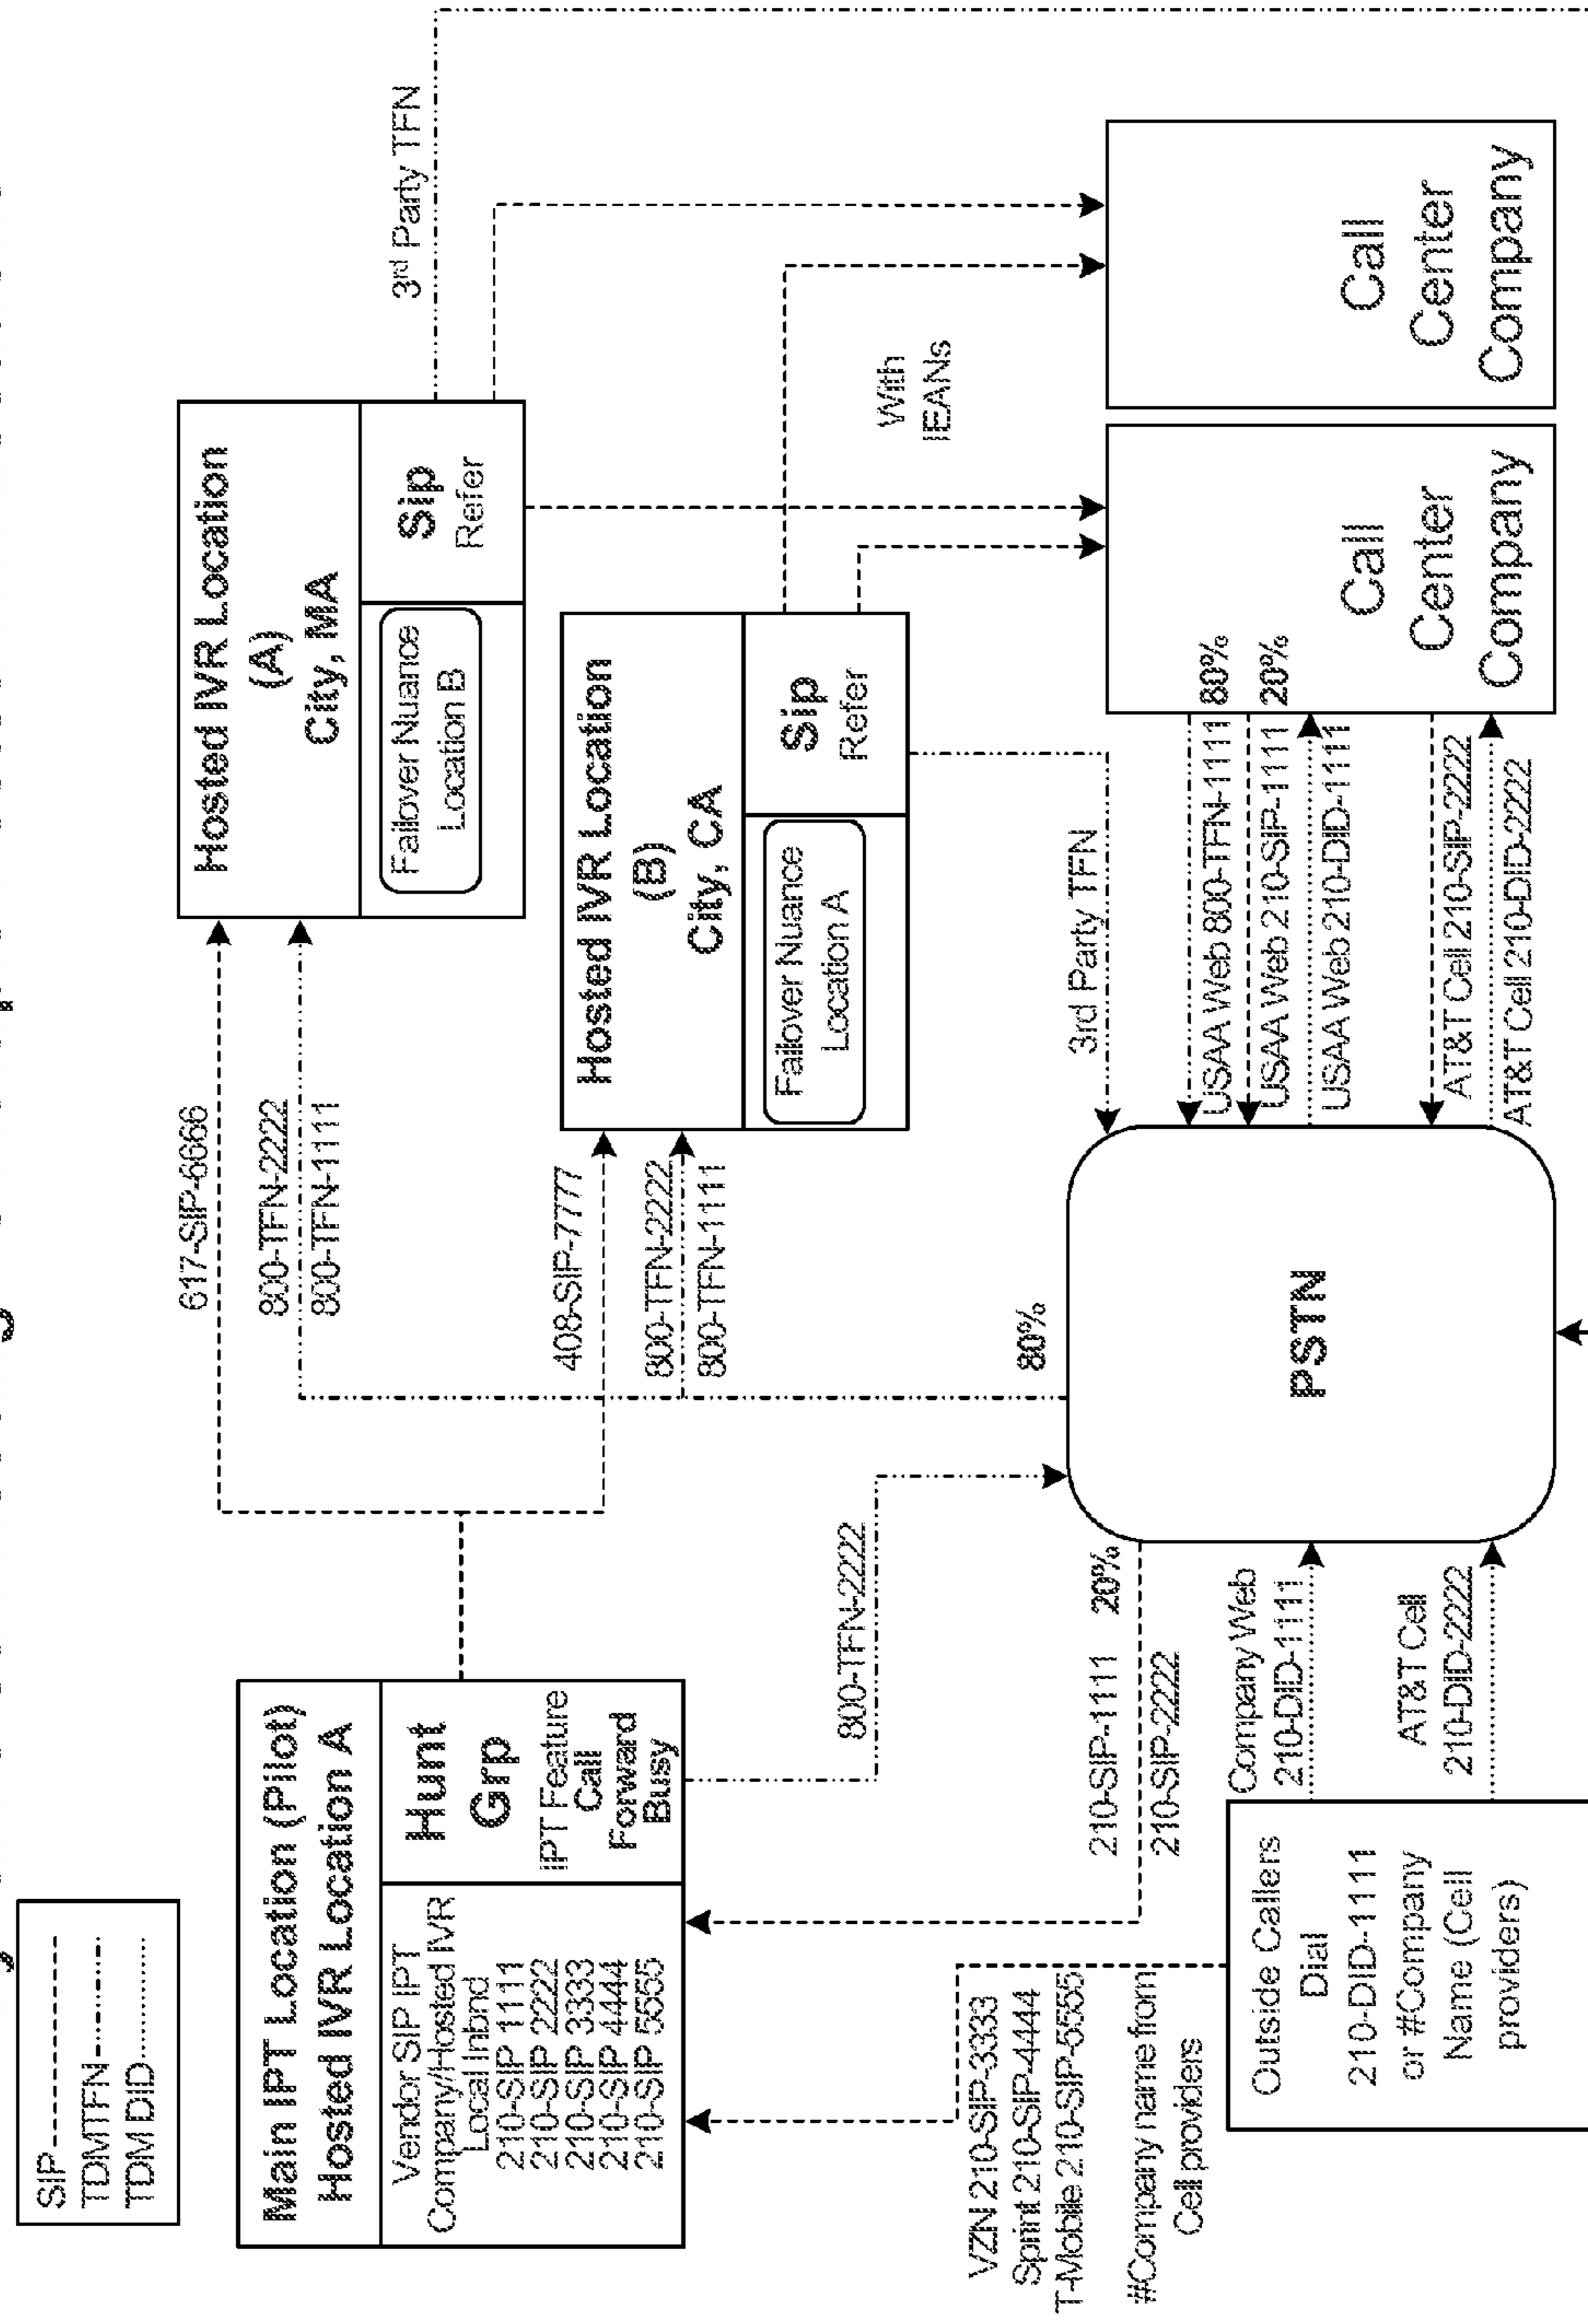 SIP
TDMTFN
TDM DID
Main IPT Location (Pilot)
Hosted IVR Location A
Vendor SIP IPT
Company/Hosted IVR
Local Inbnd
210-SIP 1111
210-SIP 2222
210-SIP 3333
210-SIP 4444
210-SIP 5555
Hunt
Grp
IPT Feature
Call
Forward
Busy
617-SIP-6666
800-TFN-2222
800-TFN-1111
Hosted IVR Location
(A)
City, MA
Failover Nuance
Location B
Sip
Refer
3rd Party TFN
408-SIP-7777
800-TFN-2222
800-TFN-1111
Hosted IVR Location
(B)
City, CA
Failover Nuance
Location A
Sip
Refer
With
IEANs
800-TFN-2222
80%
3rd Party TFN
VZN 210-SIP-3333
Sprint 210-SIP-4444
T-Mobile 210-SIP-5555
#Company name from
Cell providers
210-SIP-1111 20%
210-SIP-2222
Outside Callers
Dial
210-DID-1111
or #Company
Name (Cell
providers)
Company Web
210-DID-1111
AT&T Cell
210-DID-2222
PSTN
USAA Web 800-TFN-1111 80%
USAA Web 210-SIP-1111 20%
USAA Web 210-DID-1111
AT&T Cell 210-SIP-2222
AT&T Cell 210-DID-2222
Call
Center
Company
Call
Center
Company